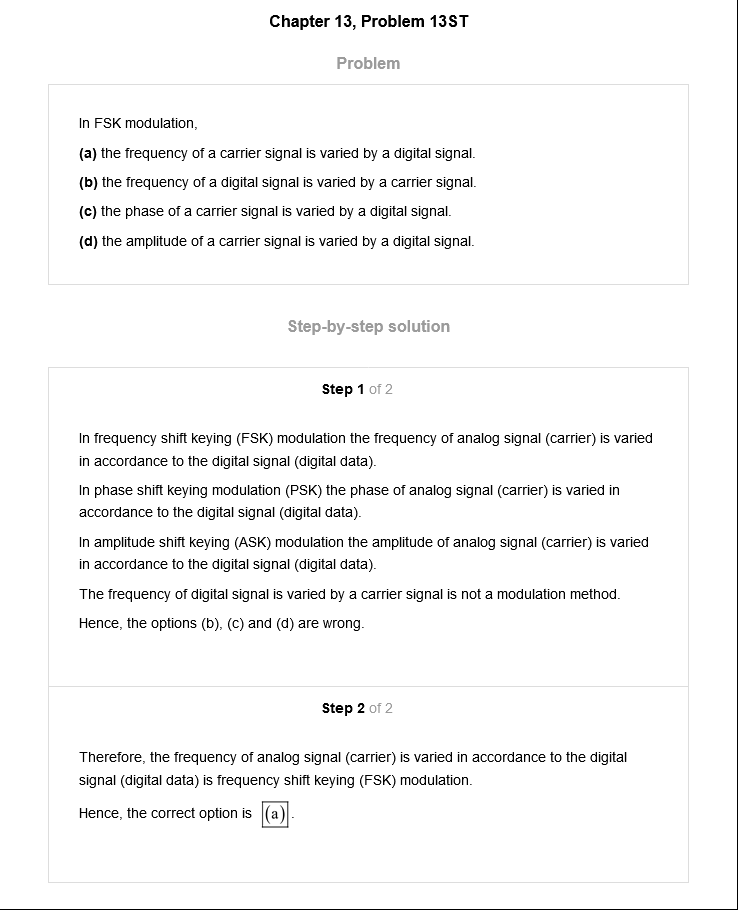 Chapter 13, Problem 13ST
Problem
In FSK modulation,
(a) the frequency of a carrier signal is varied by a digital signal.
(b) the frequency of a digital signal is varied by a carrier signal.
(c) the phase of a carrier signal is varied by a digital signal.
(d) the amplitude of a carrier signal is varied by a digital signal.
Step-by-step solution
Step 1 of 2
In frequency shift keying (FSK) modulation the frequency of analog signal (carrier) is varied
in accordance to the digital signal (digital data).
In phase shift keying modulation (PSK) the phase of analog signal (carrier) is varied in
accordance to the digital signal (digital data).
In amplitude shift keying (ASK) modulation the amplitude of analog signal (carrier) is varied
in accordance to the digital signal (digital data).
The frequency of digital signal is varied by a carrier signal is not a modulation method.
Hence, the options (b), (c) and (d) are wrong.
Step 2 of 2
Therefore, the frequency of analog signal (carrier) is varied in accordance to the digital
signal (digital data) is frequency shift keying (FSK) modulation.
Hence, the correct option is (a).